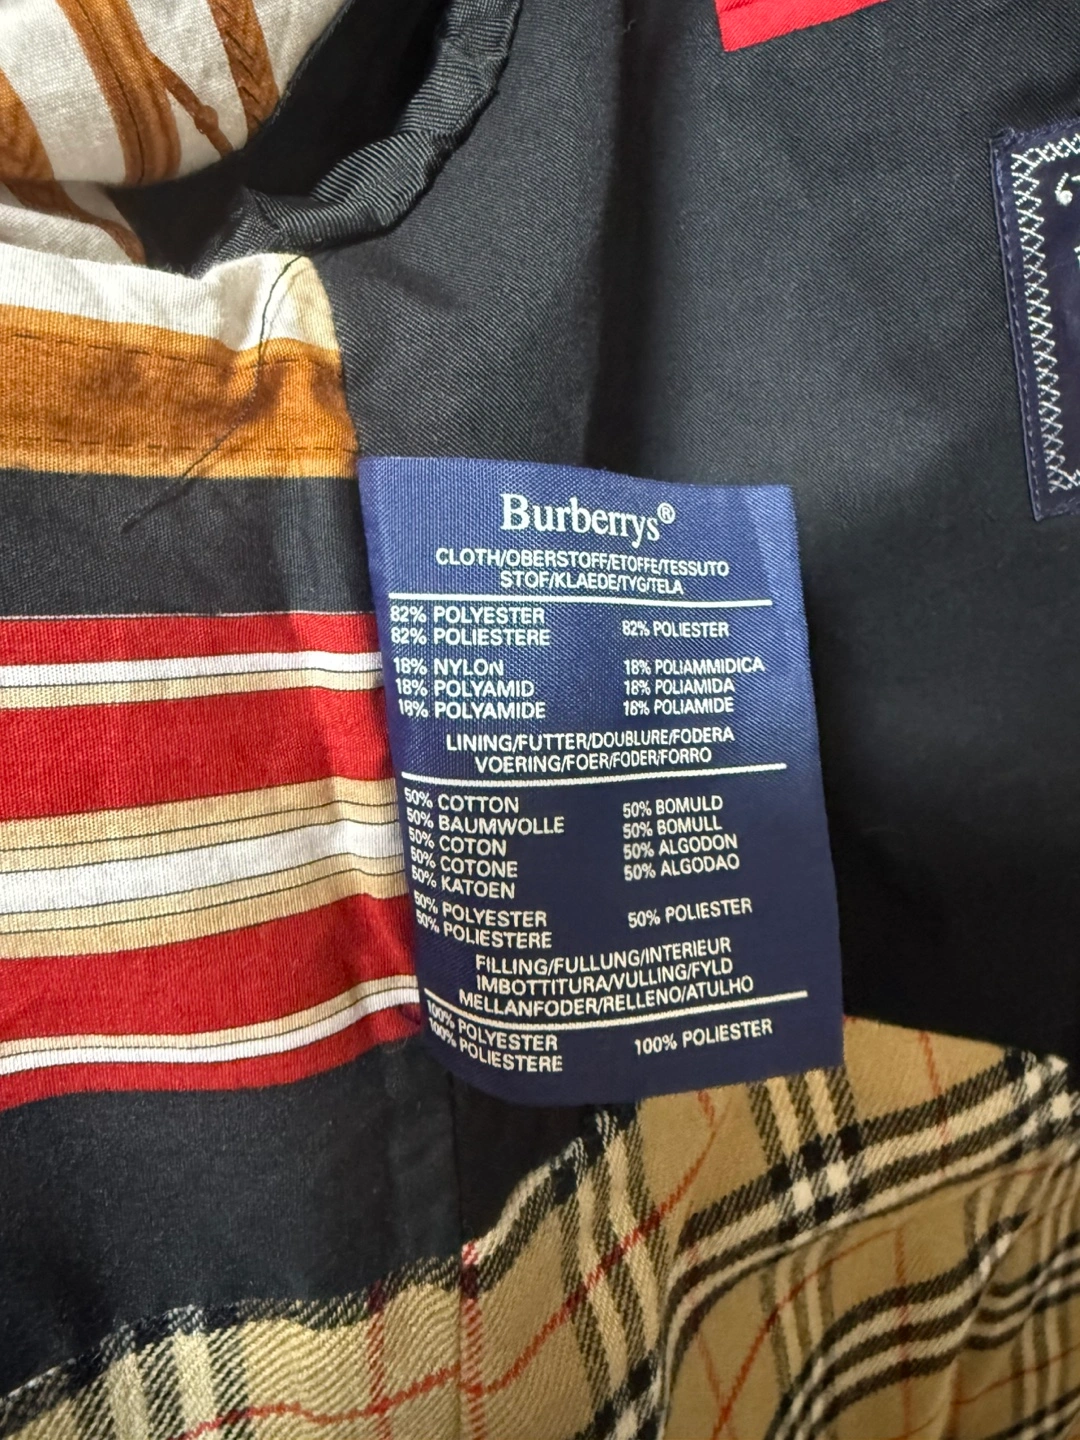 Burberrys®
CLOTH/OBERSTOFF/ETOFFE/TESSUTO
STOF/KLAEDE/TYG/TELA
82% POLYESTER
82% POLIESTERE
82% POLIESTER
18% NYLON
18% POLYAMID
18% POLYAMIDE
18% POLIAMMIDICA
18% POLIAMIDA
18% POLIAMIDE
LINING/FUTTER/DOUBLURE/FODERA
VOERING/FOER/FODER/FORRO
50% COTTON
50% BAUMWOLLE
50% COTON
50% COTONE
50% KATOEN
50% BOMULD
50% BOMULL
50% ALGODON
50% ALGODAO
50% POLYESTER
50% POLIESTERE
50% POLIESTER
FILLING/FULLUNG/INTERIEUR
IMBOTTITURA/VULLING/FYLD
MELLANFODER/RELLENO/ATULHO
100% POLYESTER
100% POLIESTERE
100% POLIESTER